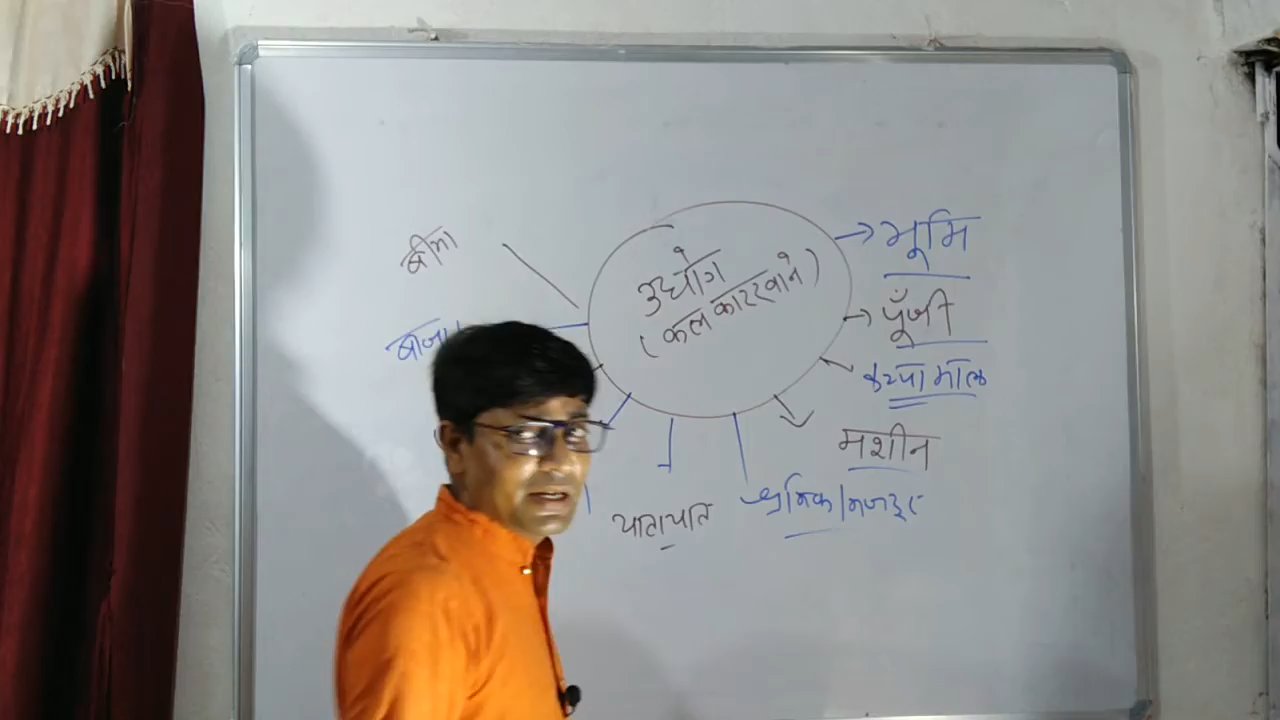 उद्योग
(कल कारखाने)
भूमि
पूँजी
कच्चा माल
मशीन
श्रमिक/मजदूर
यातायात
बीमा